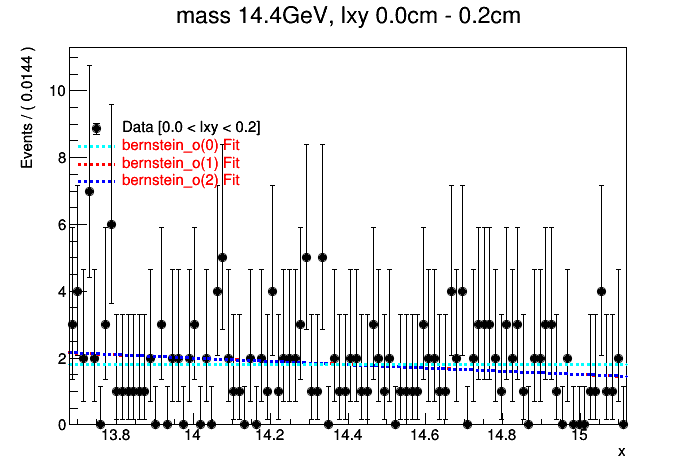 mass 14.4GeV, lxy 0.0cm - 0.2cm
Events / ( 0.0144 )
10
8
6
4
2
0
Data [0.0 < lxy < 0.2]
bernstein_o(0) Fit
bernstein_o(1) Fit
bernstein_o(2) Fit
13.8 14 14.2 14.4 14.6 14.8 15
x